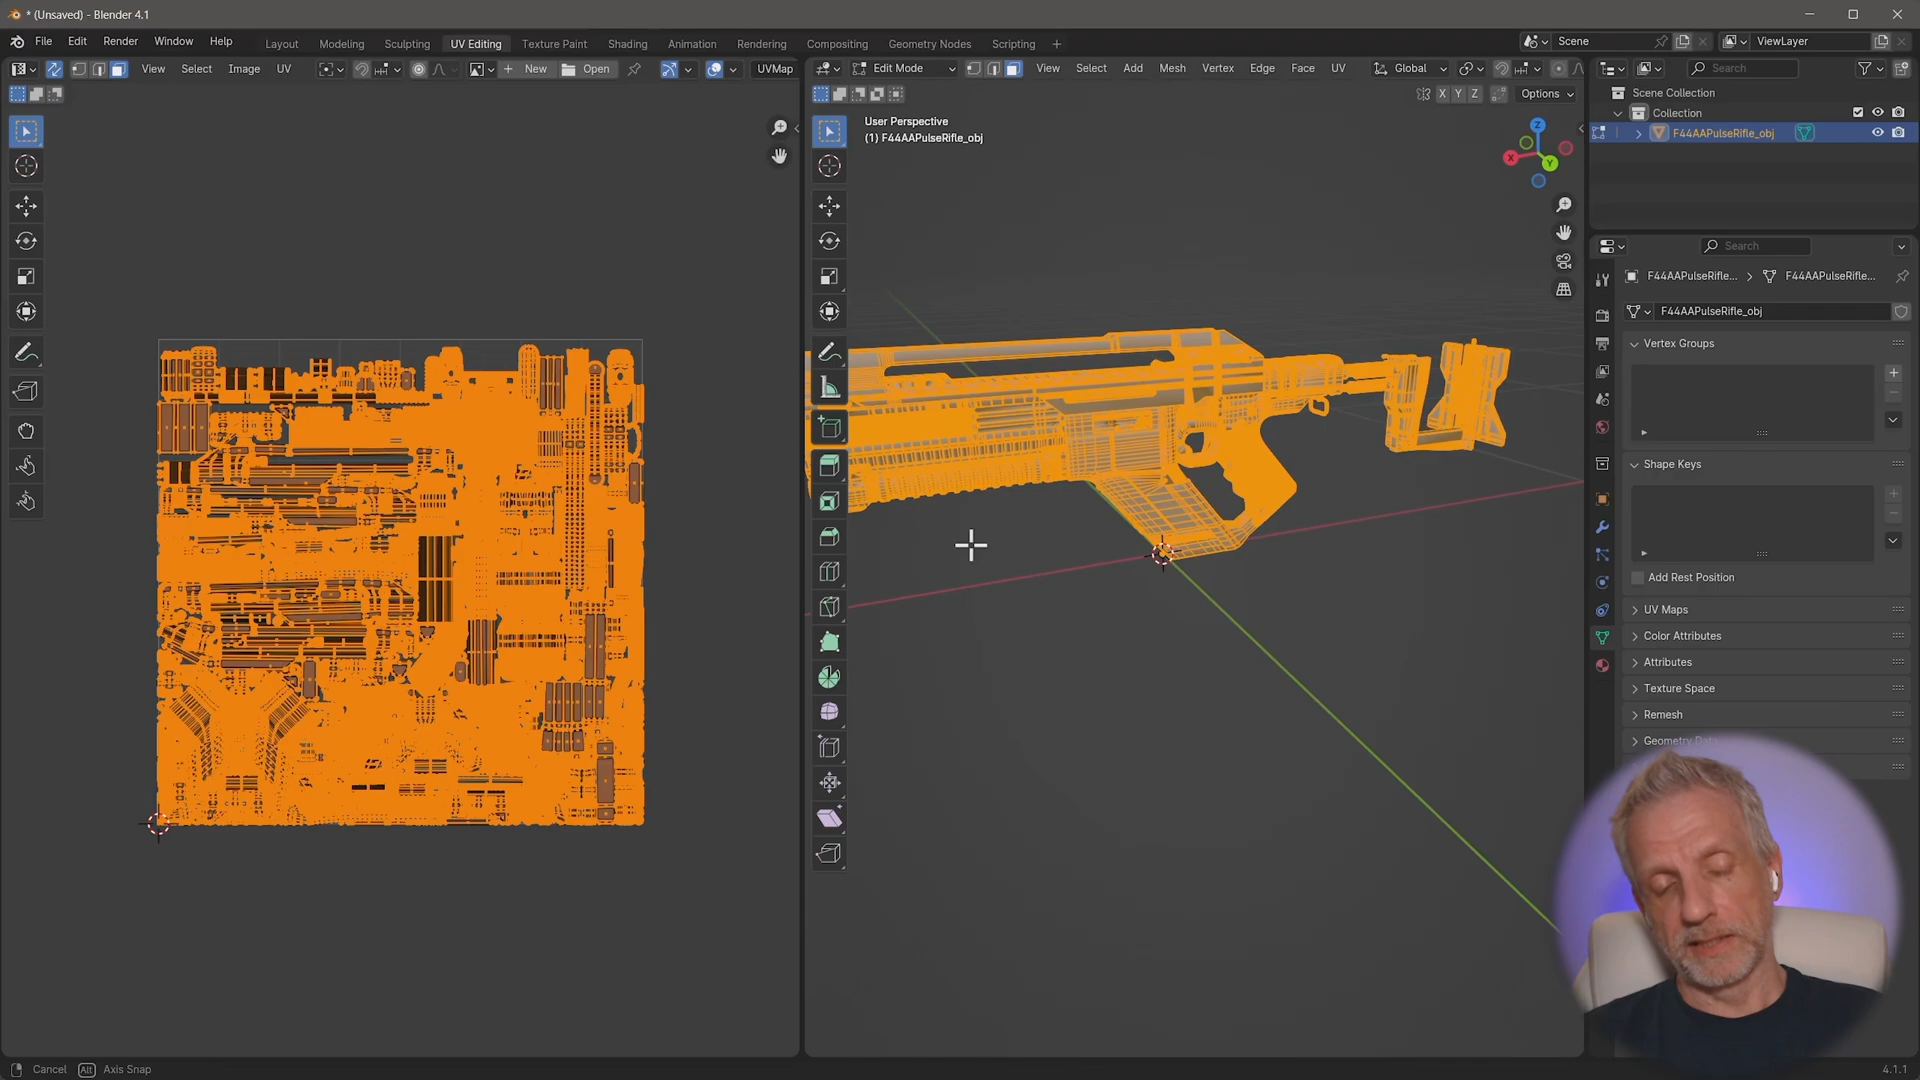 * (Unsaved) - Blender 4.1
File Edit Render Window Help
Layout Modeling Sculpting UV Editing Texture Paint Shading Animation Rendering Compositing Geometry Nodes Scripting
Scene
ViewLayer
View Select Image UV
New
Open
UVMap
Edit Mode
View Select Add Mesh Vertex Edge Face UV
Global
X Y Z
Options
User Perspective
(1) F44AAPulseRifle_obj
Z
X
Y
Search
Scene Collection
Collection
F44AAPulseRifle_obj
Search
F44AAPulseRifle... F44AAPulseRifle...
F44AAPulseRifle_obj
Vertex Groups
Shape Keys
Add Rest Position
UV Maps
Color Attributes
Attributes
Texture Space
Remesh
Geometry Data
Cancel
Alt Axis Snap
4.1.1